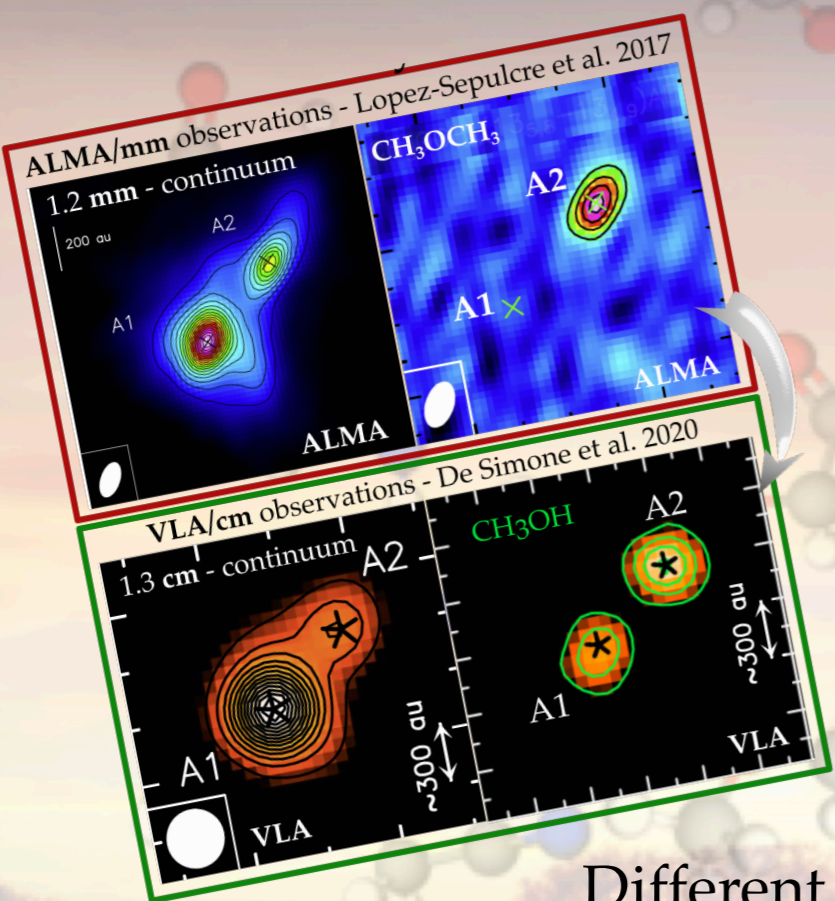 ALMA/mm observations - Lopez-Sepulcre et al. 2017
1.2 mm - continuum
200 au
A2
A1
ALMA
CH₃OCH₃
A2
A1
ALMA
VLA/cm observations - De Simone et al. 2020
1.3 cm - continuum
A2
A1
~300 au
VLA
CH₃OH
A2
A1
~300 au
VLA
Different